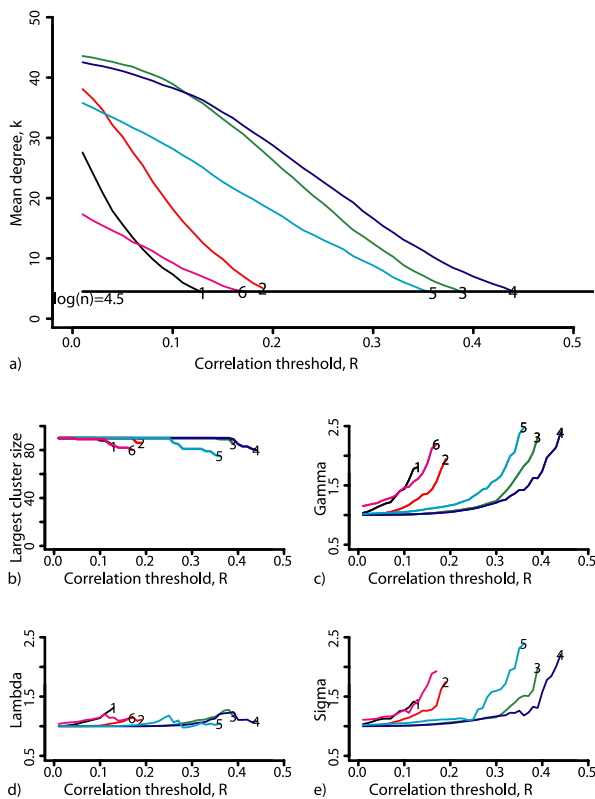 50
40
30
20
10
0
Mean degree, k
log(n)=4.5
1 6 2 5 3 4
0.0 0.1 0.2 0.3 0.4 0.5
a) Correlation threshold, R
Largest cluster size
80
40
0
1 6 2 5 3 4
0.0 0.1 0.2 0.3 0.4 0.5
b) Correlation threshold, R
Gamma
2.5
1.5
0.5
1 6 2 5 3 4
0.0 0.1 0.2 0.3 0.4 0.5
c) Correlation threshold, R
Lambda
2.5
1.5
0.5
1 6 2 5 3 4
0.0 0.1 0.2 0.3 0.4 0.5
d) Correlation threshold, R
Sigma
2.5
1.5
0.5
1 2 5 3 4
0.0 0.1 0.2 0.3 0.4 0.5
e) Correlation threshold, R